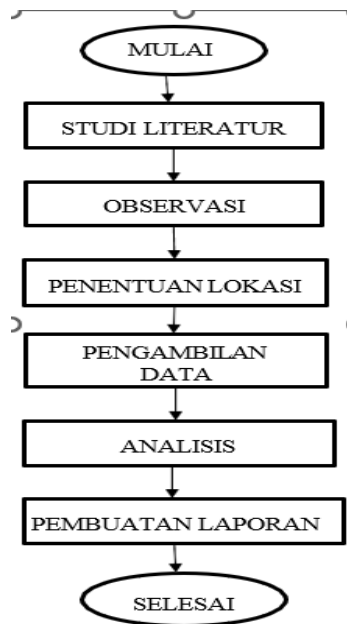 MULAI
STUDI LITERATUR
OBSERVASI
PENENTUAN LOKASI
PENGAMBILAN
DATA
ANALISIS
PEMBUATAN LAPORAN
SELESAI